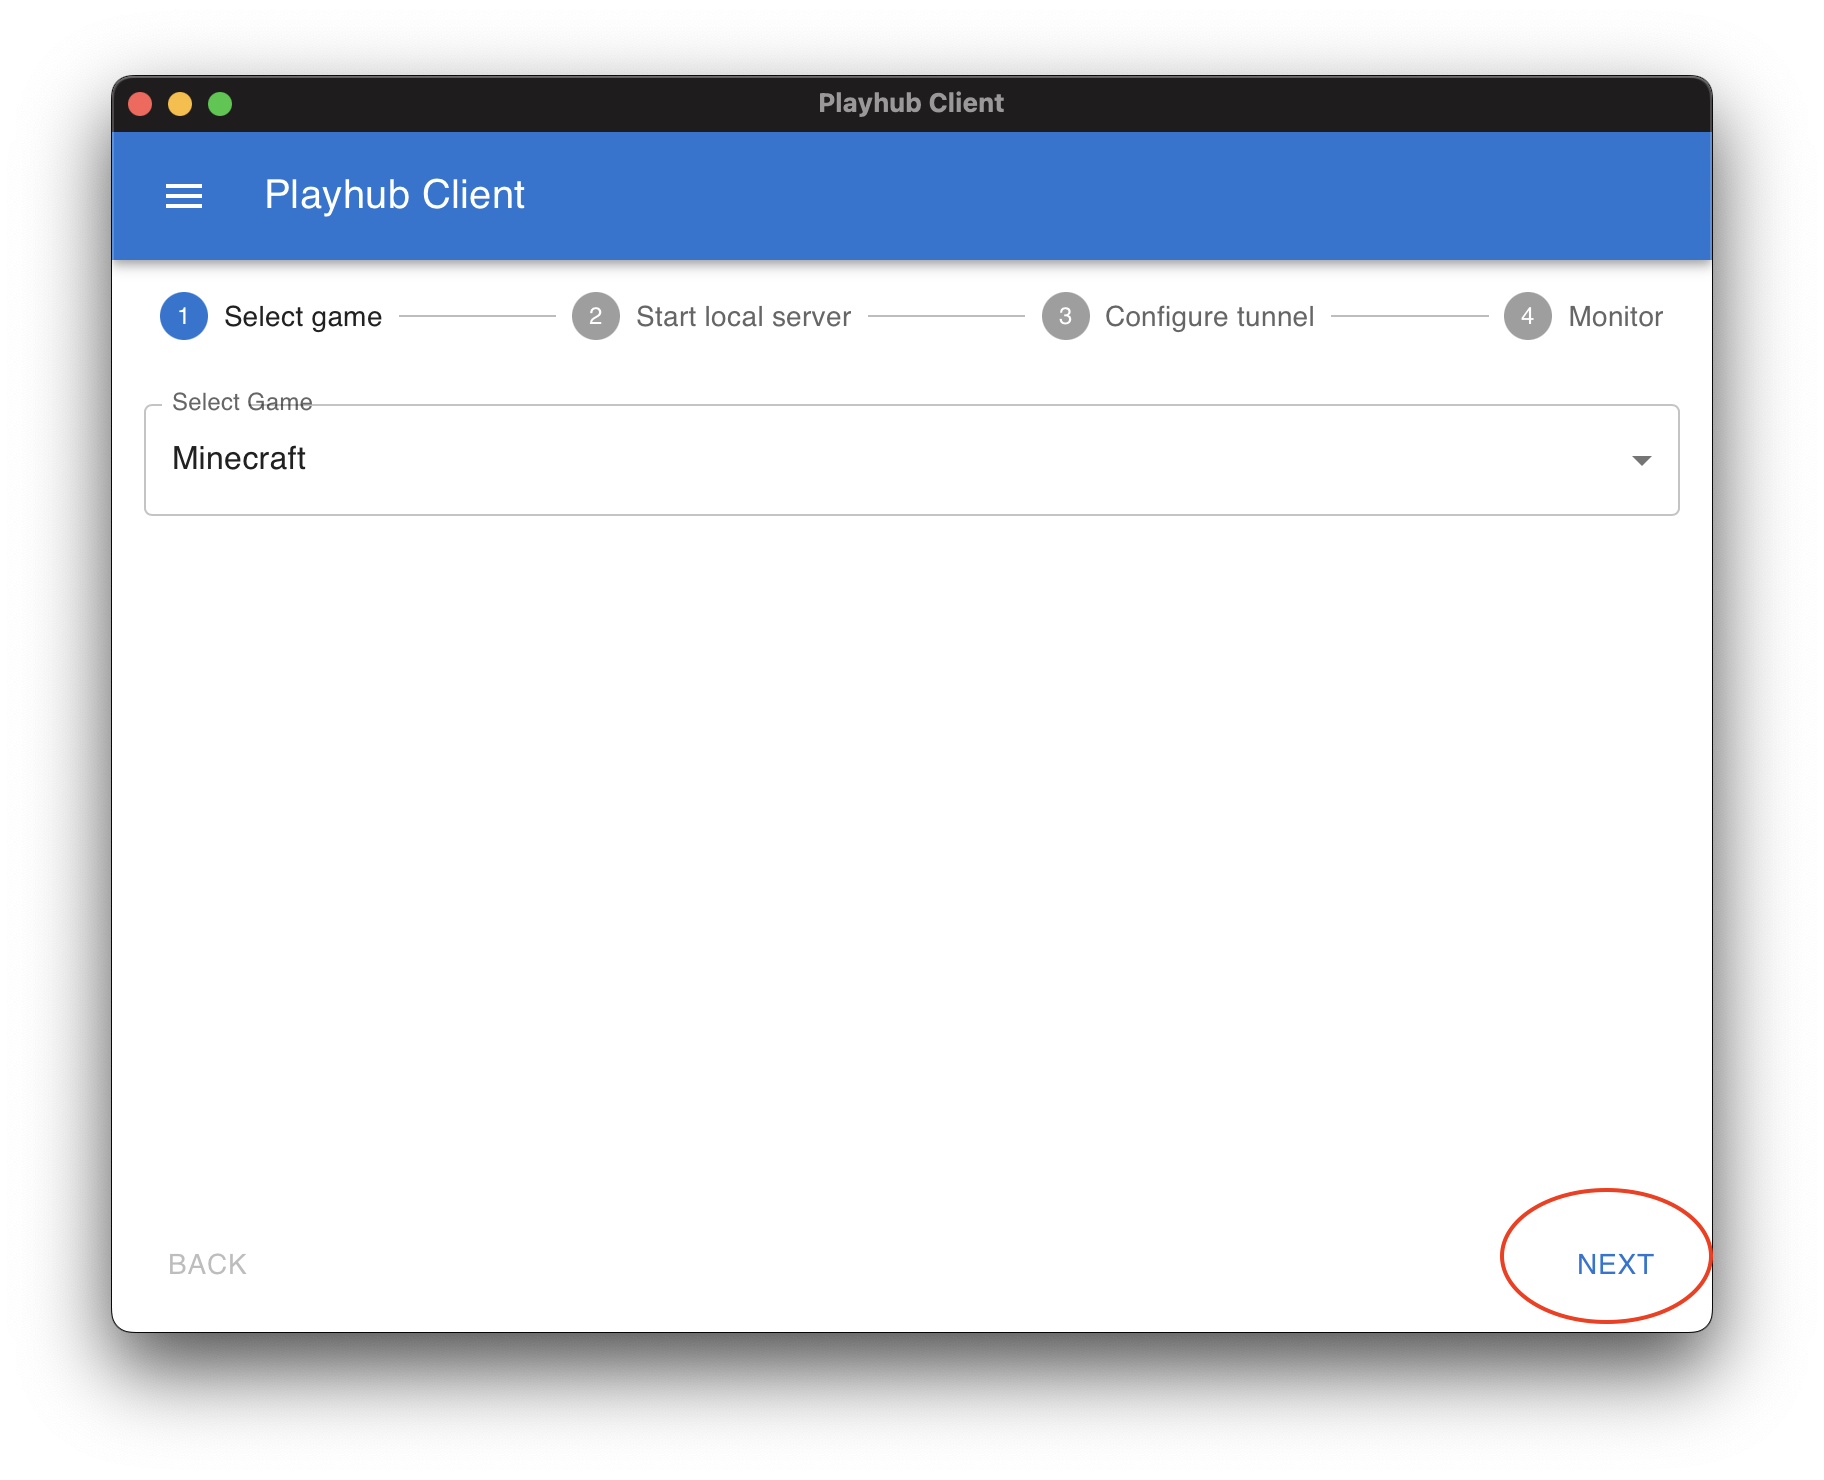 Playhub Client
Playhub Client
1 Select game 2 Start local server 3 Configure tunnel 4 Monitor
Select Game
Minecraft
BACK NEXT